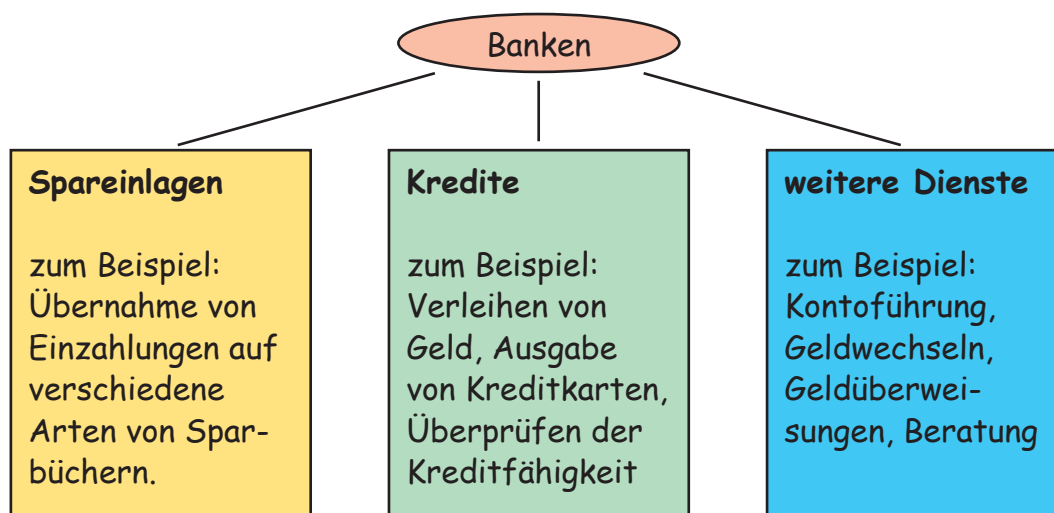 Banken
Spareinlagen
zum Beispiel:
Übernahme von
Einzahlungen auf
verschiedene
Arten von Spar-
büchern.
Kredite
zum Beispiel:
Verleihen von
Geld, Ausgabe
von Kreditkarten,
Überprüfen der
Kreditfähigkeit
weitere Dienste
zum Beispiel:
Kontoführung,
Geldwechseln,
Geldüberwei-
sungen, Beratung